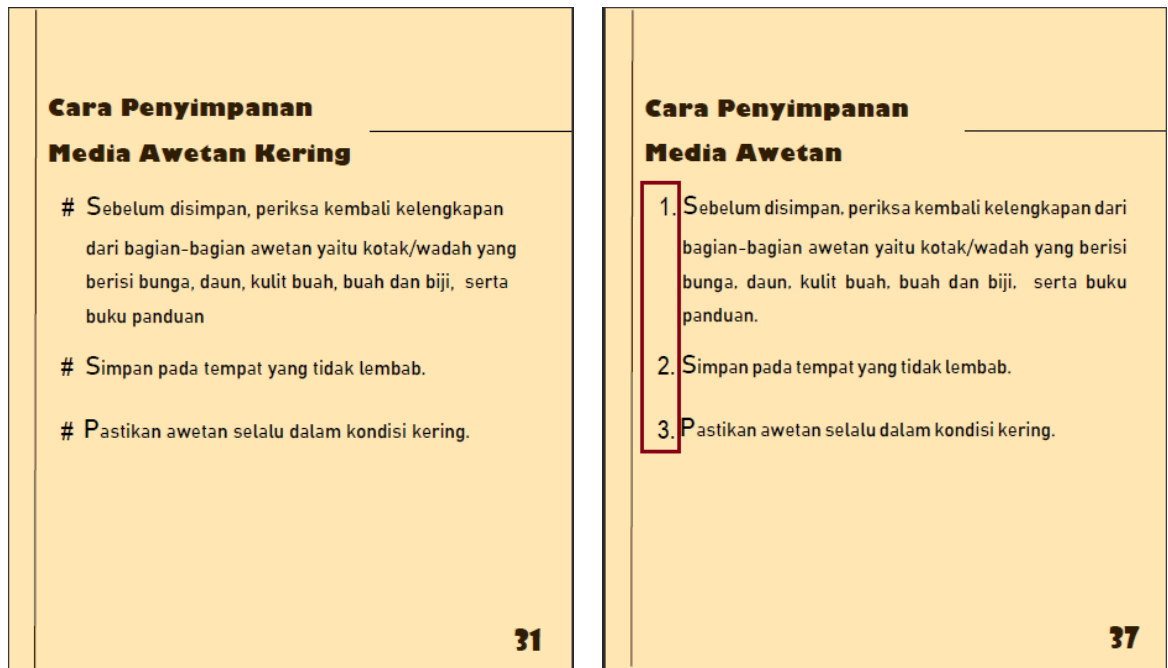 Cara Penyimpanan
Media Awetan Kering
# Sebelum disimpan, periksa kembali kelengkapan
dari bagian-bagian awetan yaitu kotak/wadah yang
berisi bunga, daun, kulit buah, buah dan biji, serta
buku panduan
# Simpan pada tempat yang tidak lembab.
# Pastikan awetan selalu dalam kondisi kering.
31
Cara Penyimpanan
Media Awetan
1. Sebelum disimpan, periksa kembali kelengkapan dari
bagian-bagian awetan yaitu kotak/wadah yang berisi
bunga, daun, kulit buah, buah dan biji, serta buku
panduan.
2. Simpan pada tempat yang tidak lembab.
3. Pastikan awetan selalu dalam kondisi kering.
37